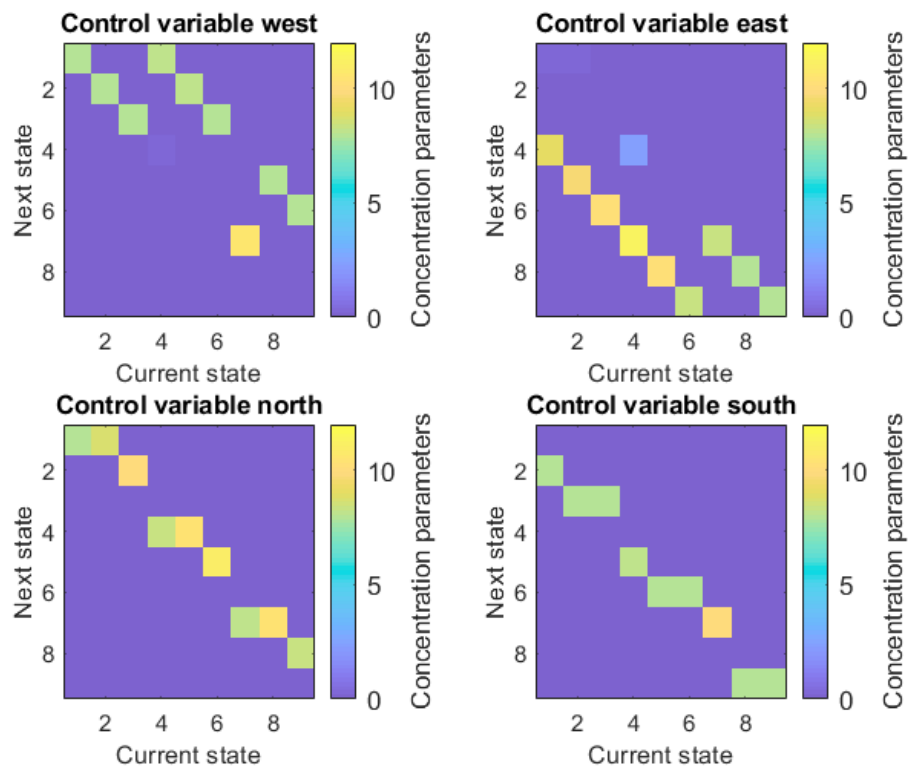 Control variable west
Next state
2
4
6
8
2 4 6 8
Current state
10
5
0
Concentration parameters
Control variable east
Next state
2
4
6
8
2 4 6 8
Current state
10
5
0
Concentration parameters
Control variable north
Next state
2
4
6
8
2 4 6 8
Current state
10
5
0
Concentration parameters
Control variable south
Next state
2
4
6
8
2 4 6 8
Current state
10
5
0
Concentration parameters